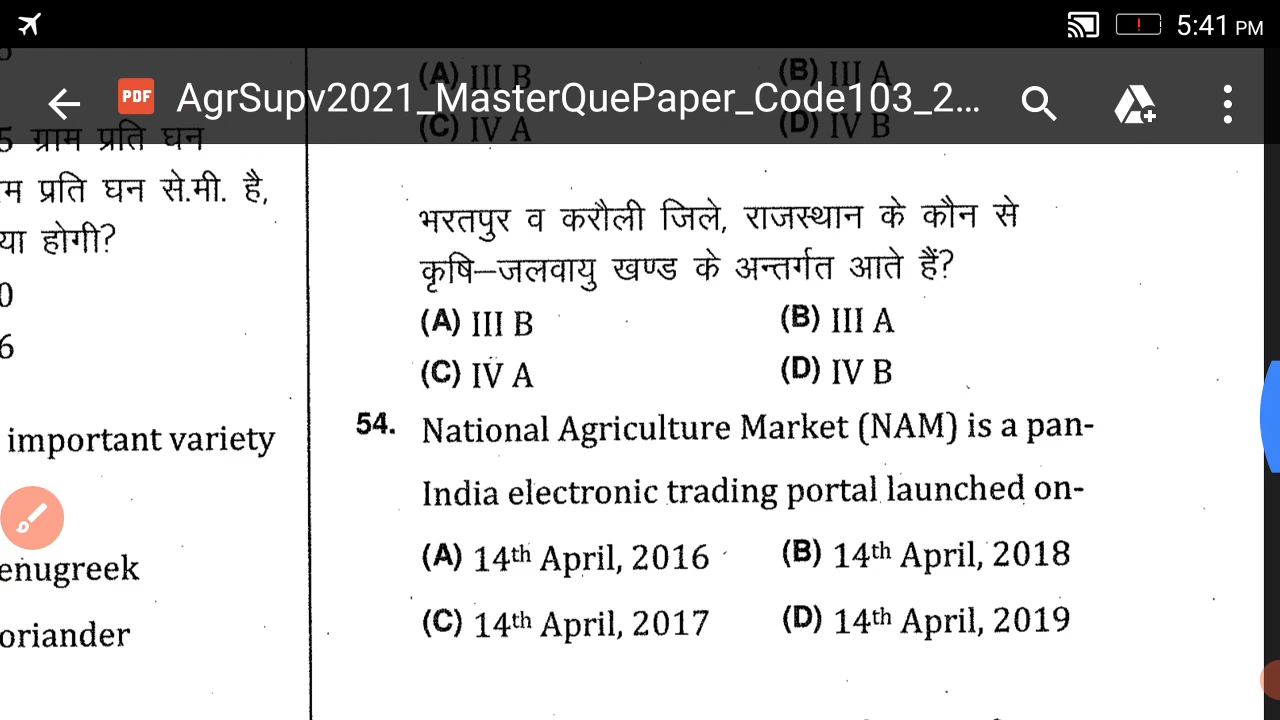 5:41 PM
PDF AgrSupv2021_MasterQuePaper_Code103_2...
(A) III B (B) III A
(C) IV A (D) IV B
5 ग्राम प्रति घन
म प्रति घन से.मी. है,
या होगी?
0
6
important variety
enugreek
oriander
भरतपुर व करौली जिले, राजस्थान के कौन से
कृषि–जलवायु खण्ड के अन्तर्गत आते हैं?
(A) III B (B) III A
(C) IV A (D) IV B
54. National Agriculture Market (NAM) is a pan-
India electronic trading portal launched on-
(A) 14th April, 2016 (B) 14th April, 2018
(C) 14th April, 2017 (D) 14th April, 2019